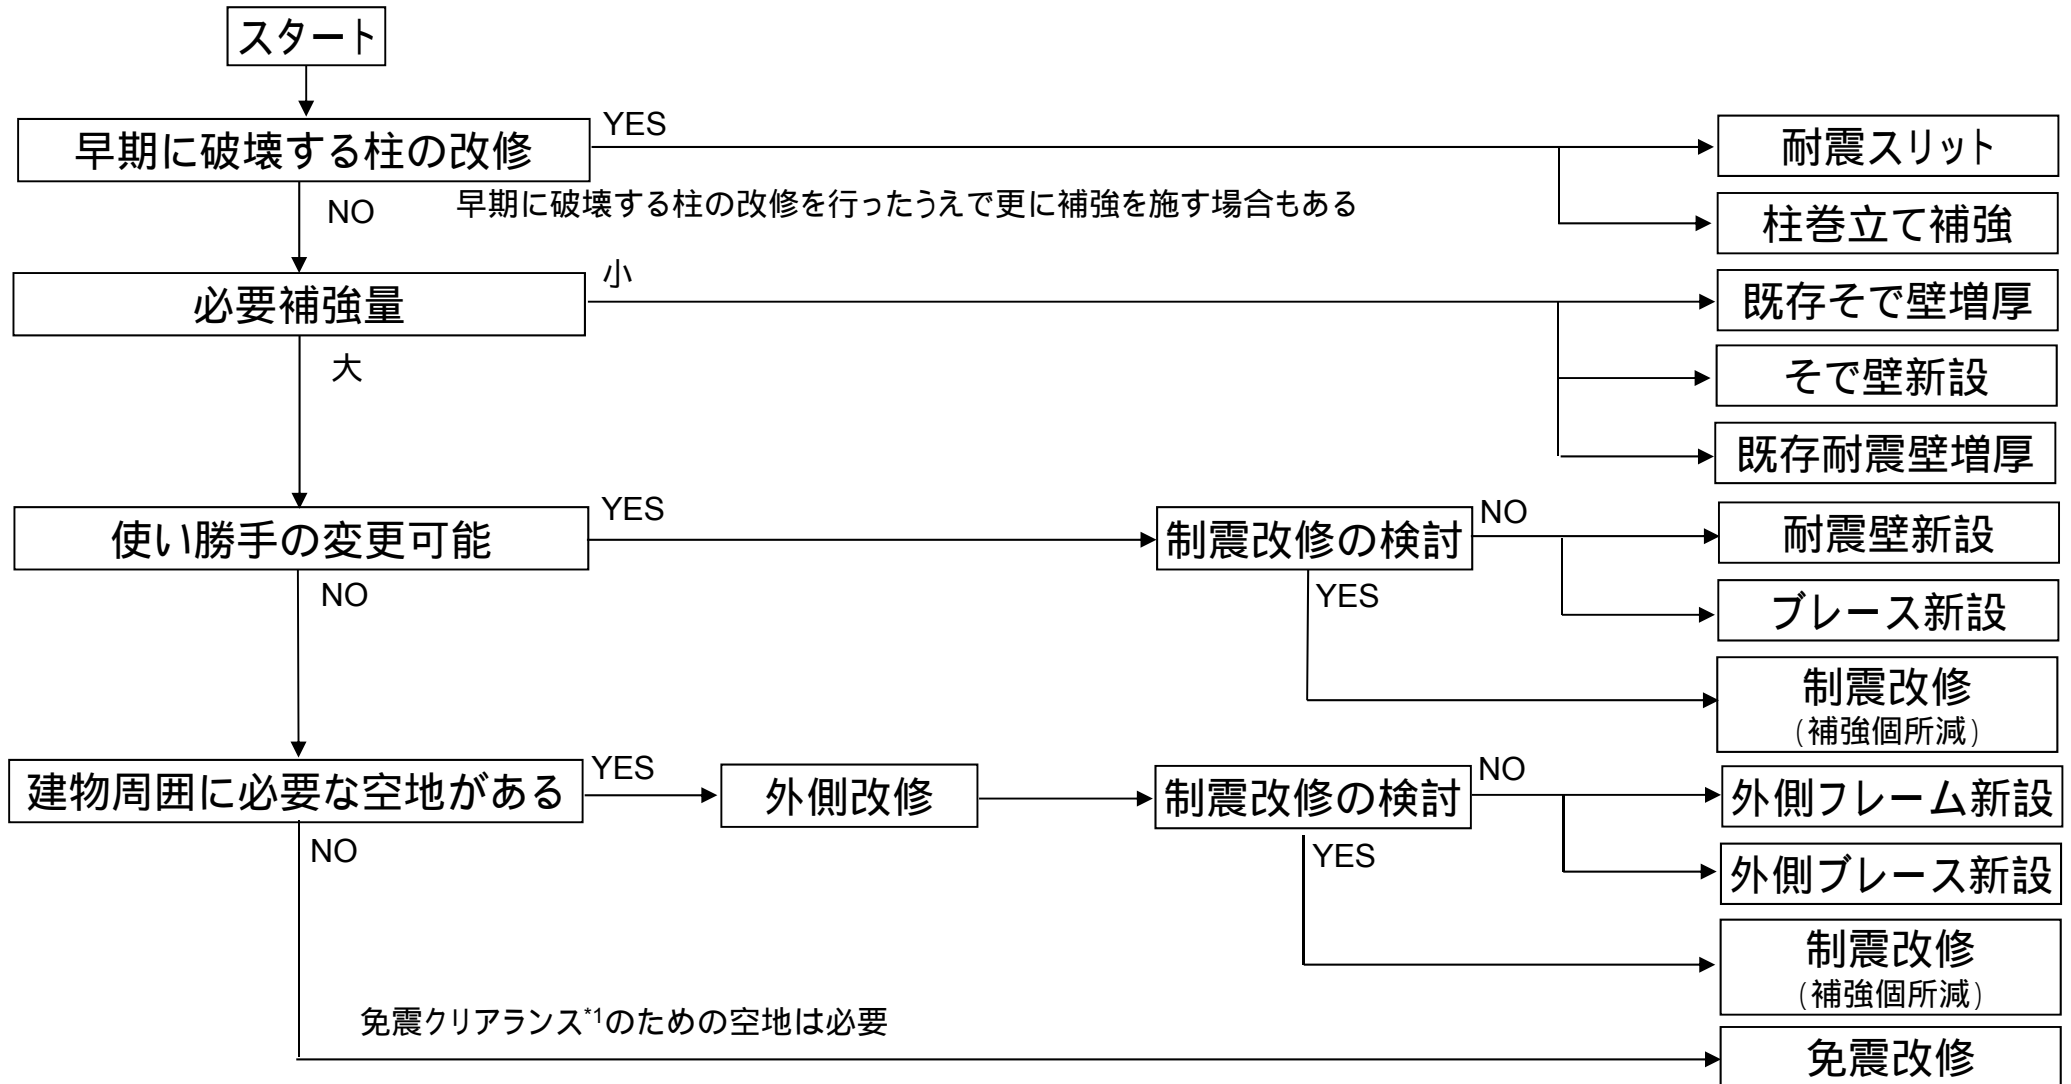 スタート
早期に破壊する柱の改修
YES
耐震スリット
NO
早期に破壊する柱の改修を行ったうえで更に補強を施す場合もある
柱巻立て補強
必要補強量
小
既存そで壁増厚
大
そで壁新設
既存耐震壁増厚
使い勝手の変更可能
YES
制震改修の検討
NO
耐震壁新設
NO
YES
ブレース新設
制震改修
(補強個所減)
建物周囲に必要な空地がある
YES
外側改修
制震改修の検討
NO
外側フレーム新設
NO
YES
外側ブレース新設
制震改修
(補強個所減)
免震クリアランス*1のための空地は必要
免震改修